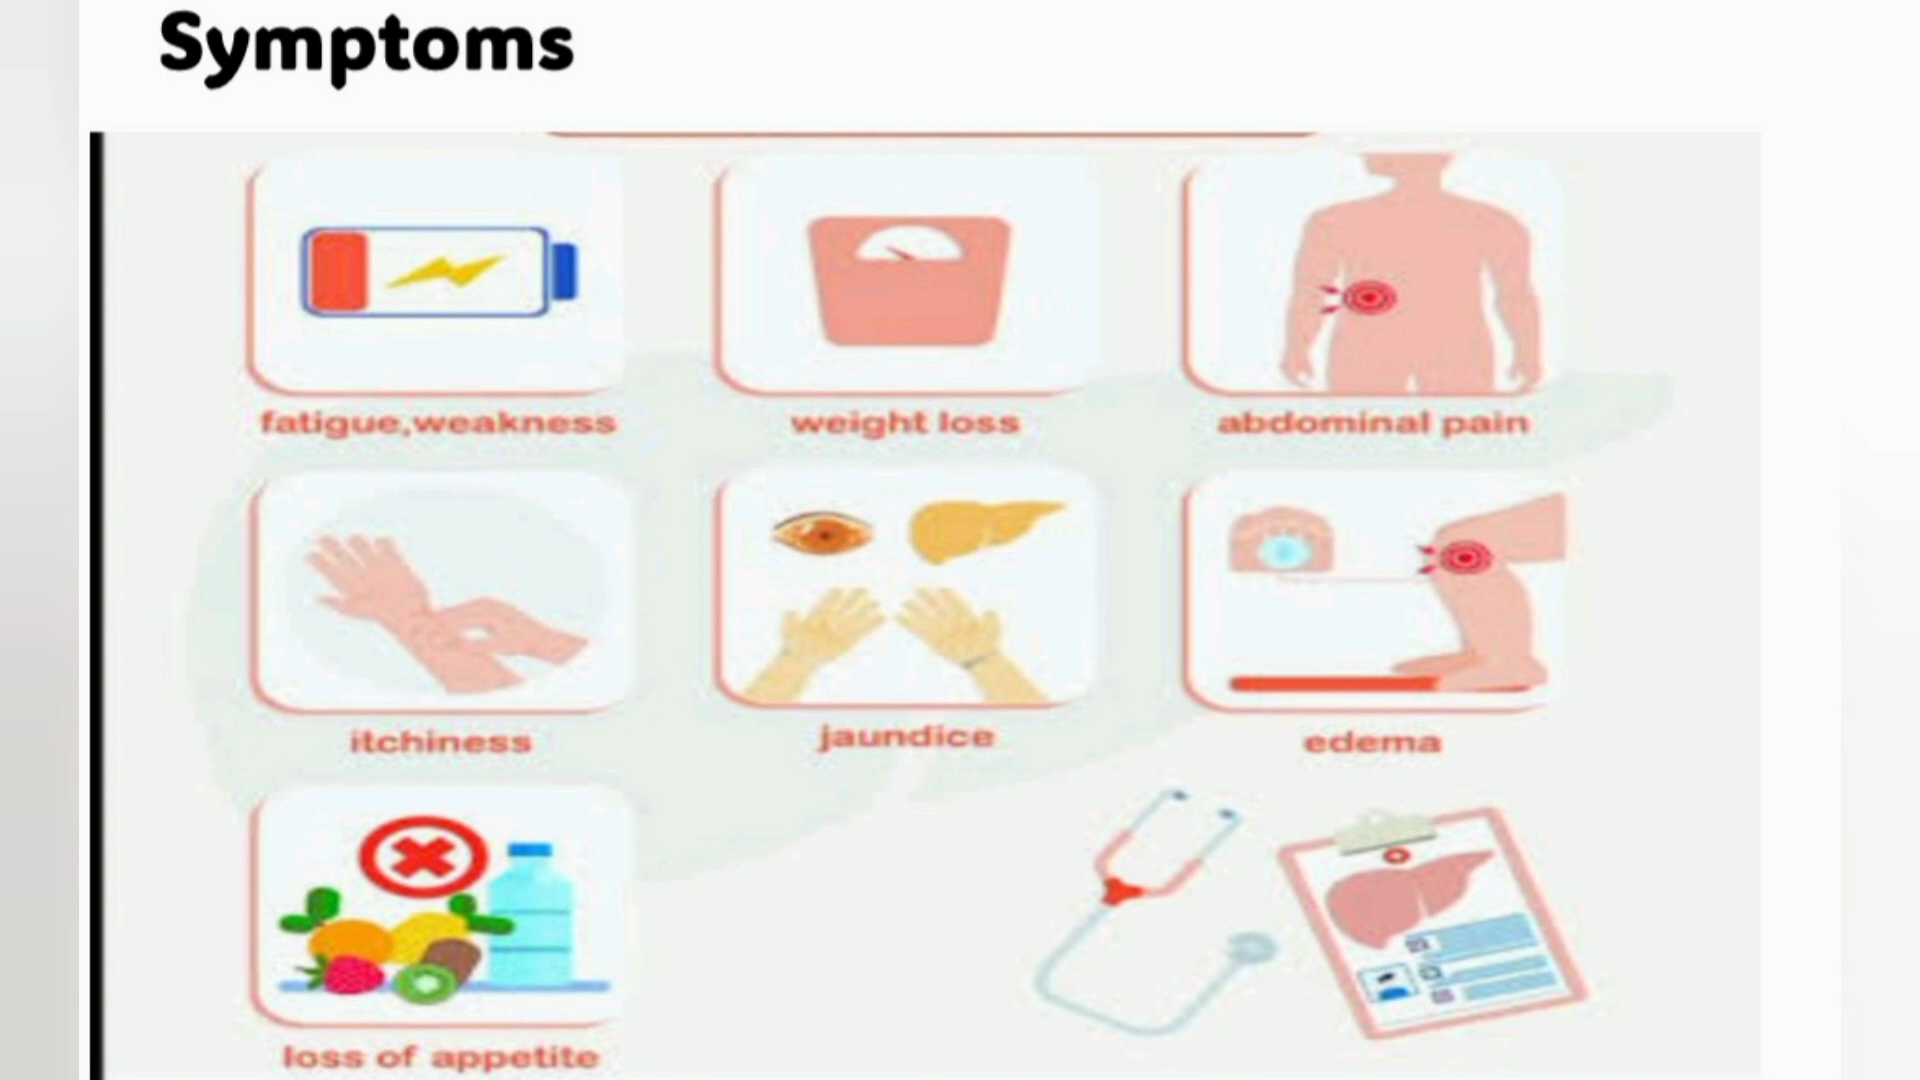 Symptoms
fatigue,weakness
weight loss
abdominal pain
itchiness
jaundice
edema
loss of appetite